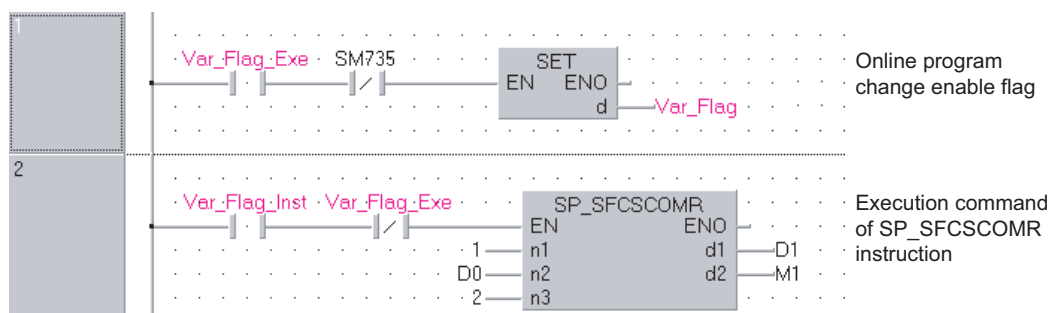 1
Var_Flag_Exe SM735 SET
EN ENO
d Var_Flag
Online program
change enable flag
2
Var_Flag_Inst Var_Flag_Exe SP_SFCSCOMR
EN ENO
1 n1 d1 D1
D0 n2 d2 M1
2 n3
Execution command
of SP_SFCSCOMR
instruction